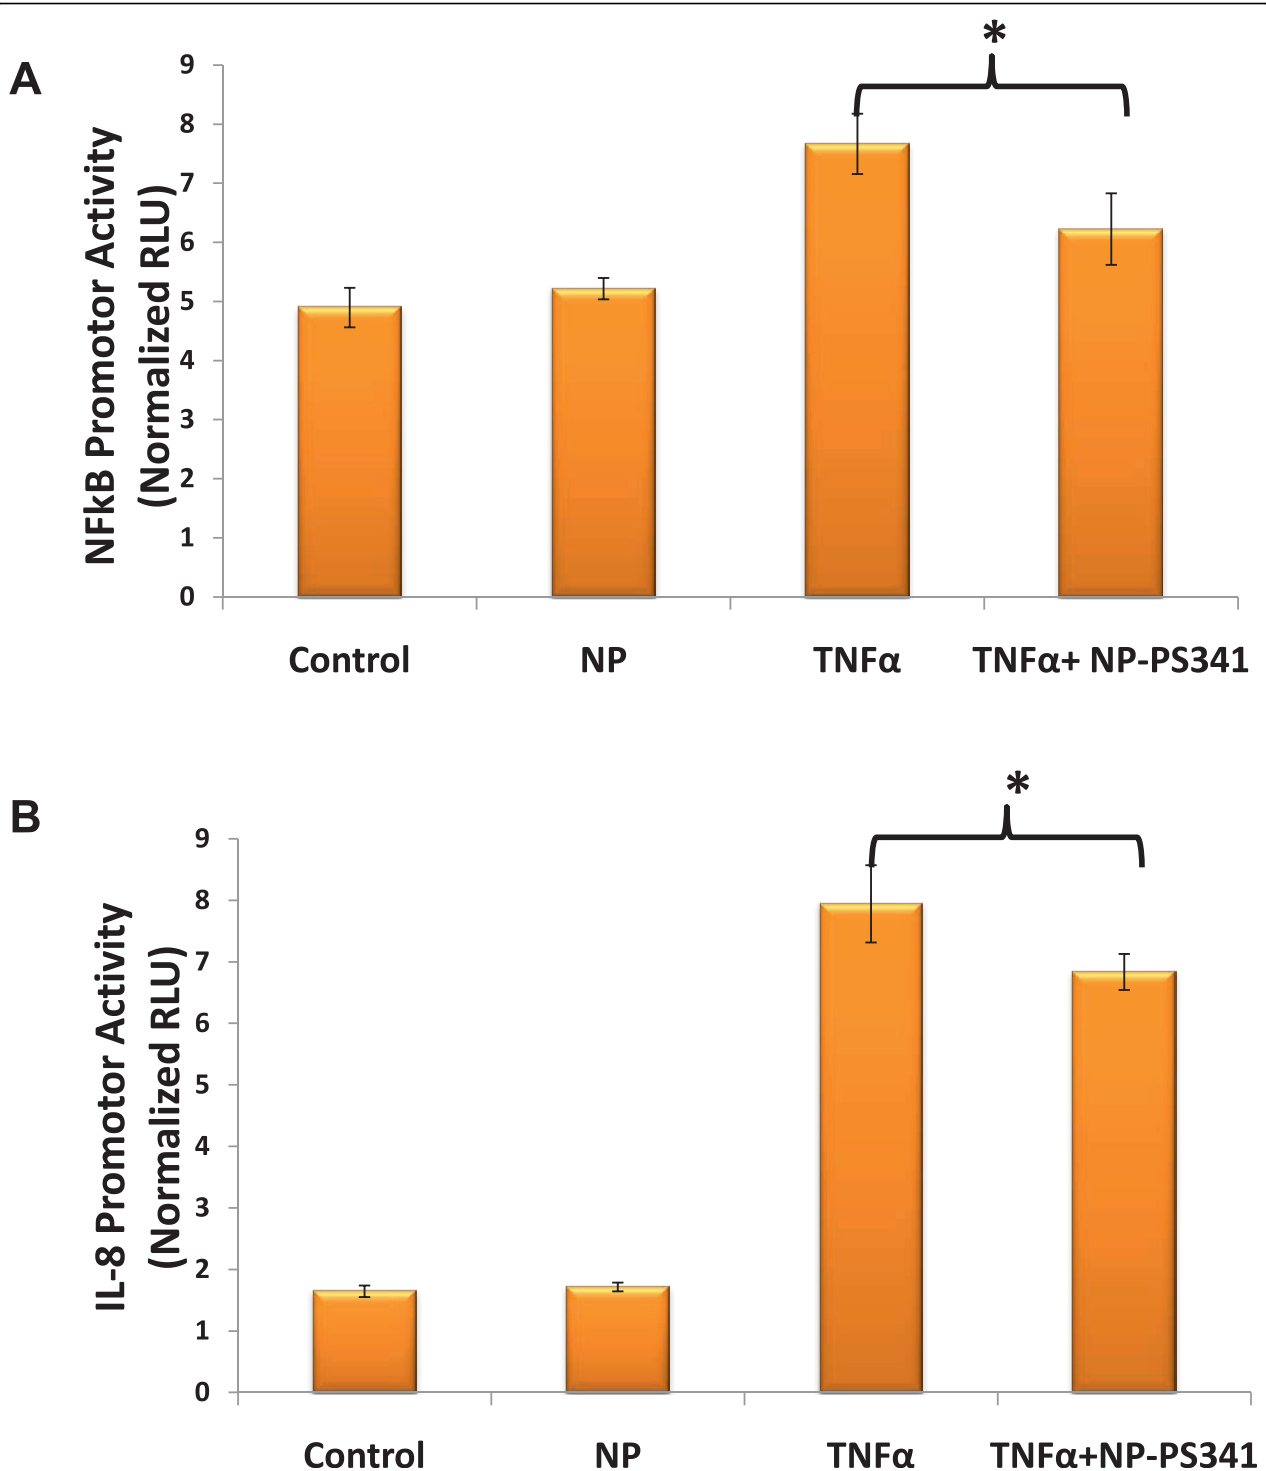 A
*
NFkB Promotor Activity
(Normalized RLU)
9
8
7
6
5
4
3
2
1
0
Control NP TNFα TNFα+ NP-PS341
B
*
IL-8 Promotor Activity
(Normalized RLU)
9
8
7
6
5
4
3
2
1
0
Control NP TNFα TNFα+NP-PS341